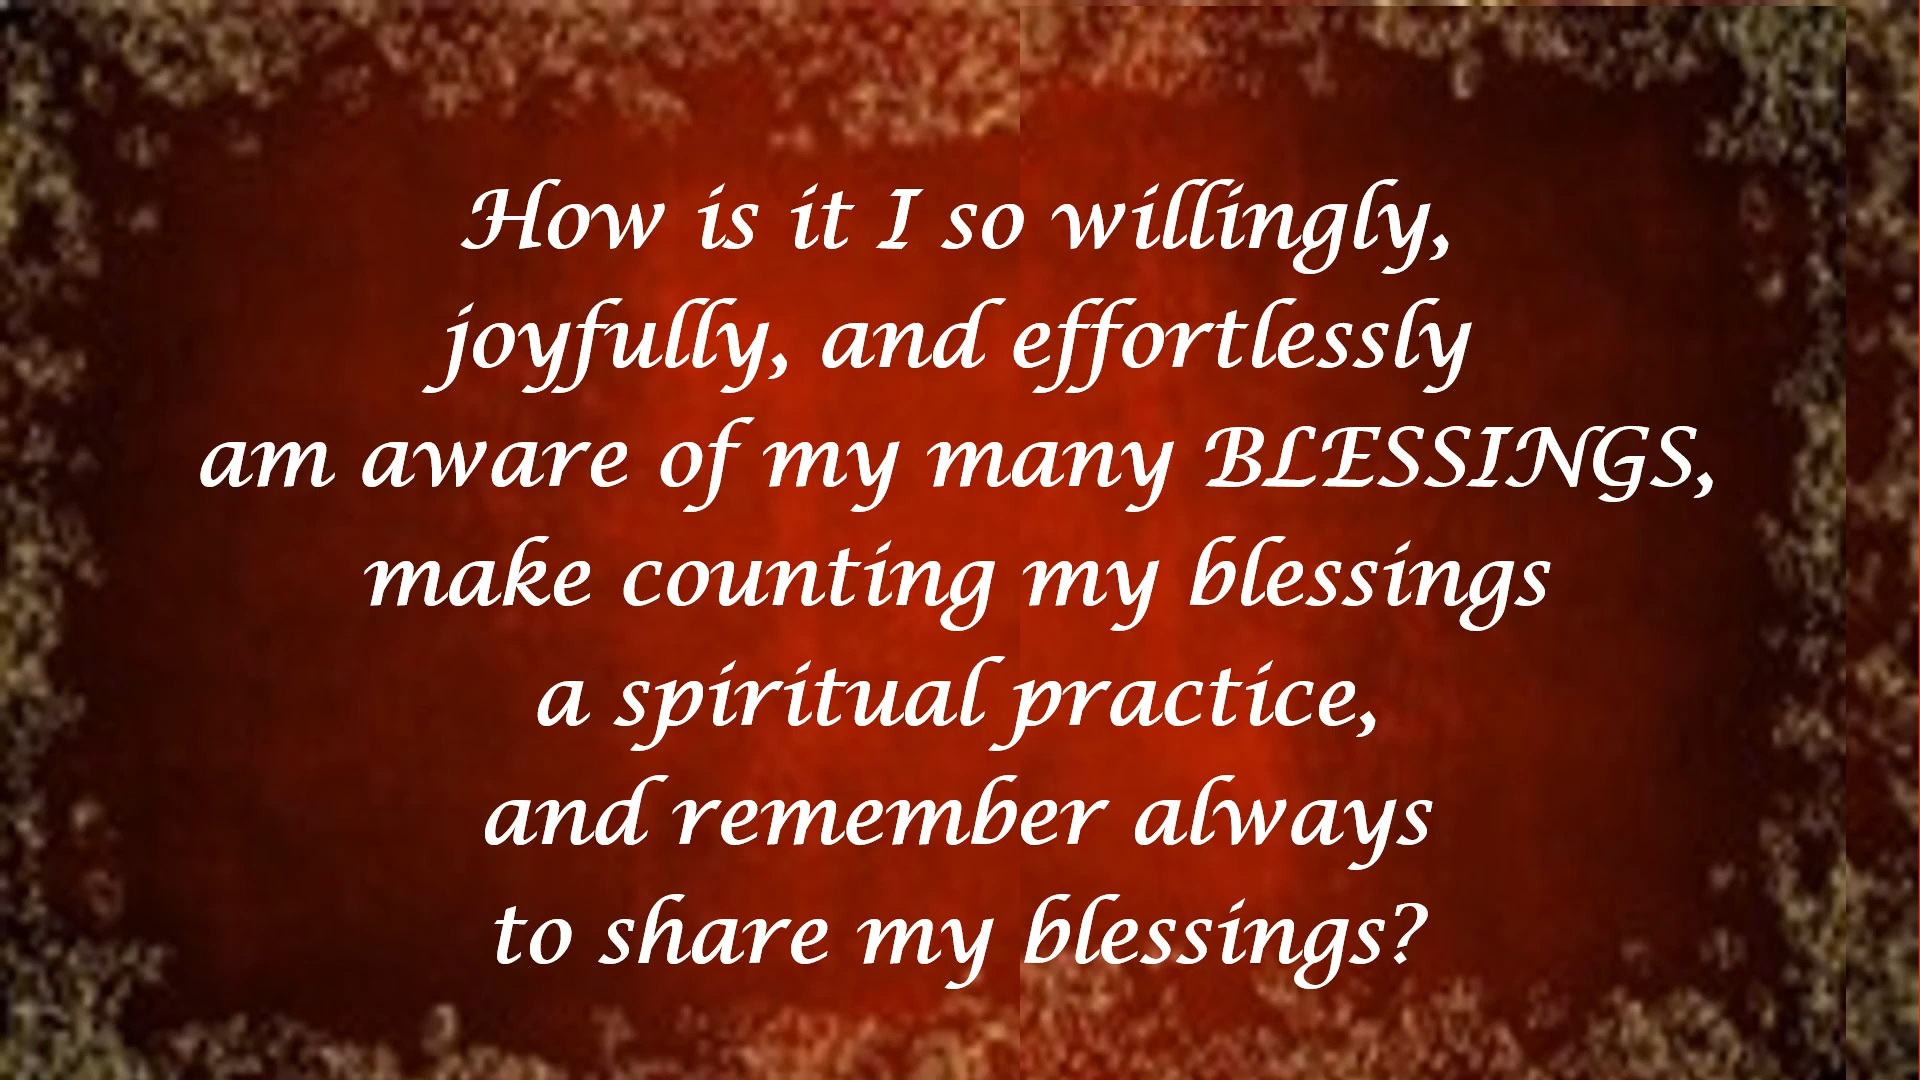 How is it I so willingly,
joyfully, and effortlessly
am aware of my many BLESSINGS,
make counting my blessings
a spiritual practice,
and remember always
to share my blessings?